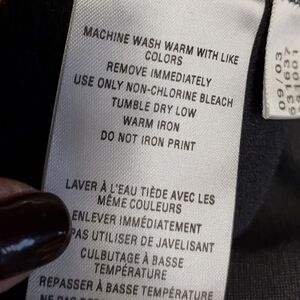 MACHINE WASH WARM WITH LIKE
COLORS
REMOVE IMMEDIATELY
USE ONLY NON-CHLORINE BLEACH
TUMBLE DRY LOW
WARM IRON
DO NOT IRON PRINT
LAVER À L'EAU TIÈDE AVEC LES
MÊME COULEURS
ENLEVER IMMÉDIATEMENT
PAS UTILISER DE JAVELISANT
CULBUTAGE À BASSE
TEMPÉRATURE
REPASSER À BASSE TEMPÉRATURE
NE PAS
09 / 03